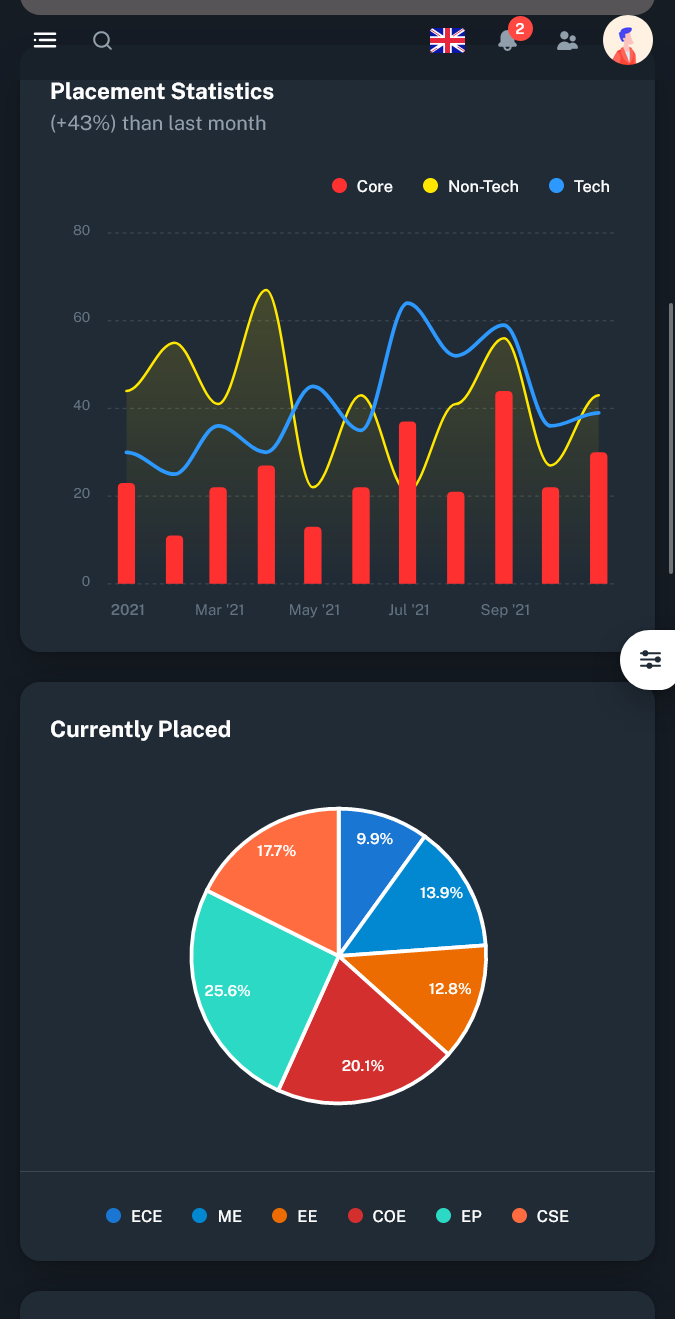 2
Placement Statistics
(+43%) than last month
Core Non-Tech Tech
80
60
40
20
0
2021 Mar '21 May '21 Jul '21 Sep '21
Currently Placed
9.9%
17.7%
13.9%
12.8%
25.6%
20.1%
ECE ME EE COE EP CSE